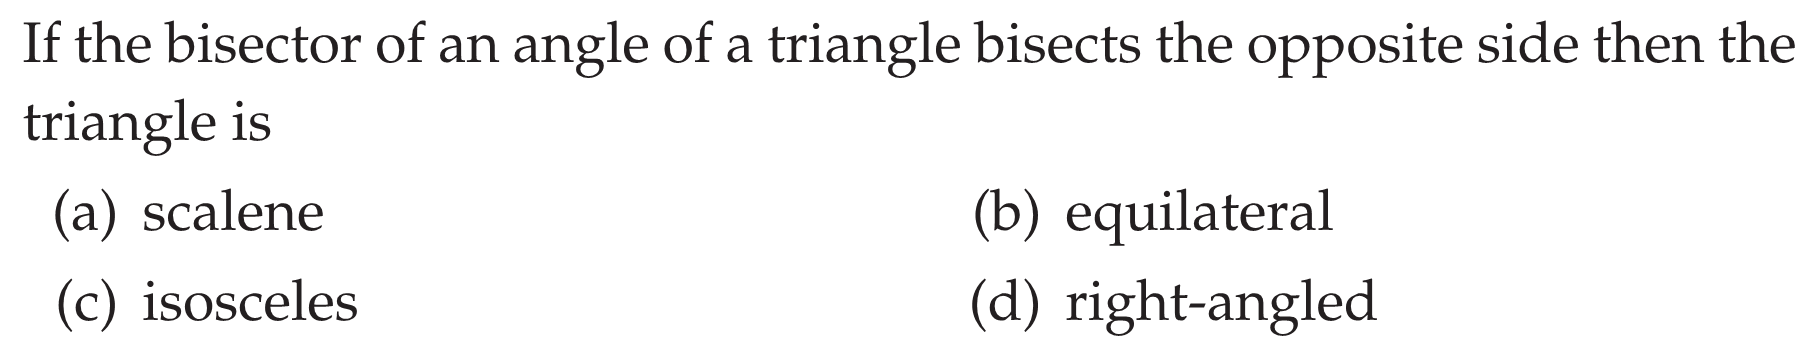 If the bisector of an angle of a triangle bisects the opposite side then the
triangle is
(a) scalene (b) equilateral
(c) isosceles (d) right-angled